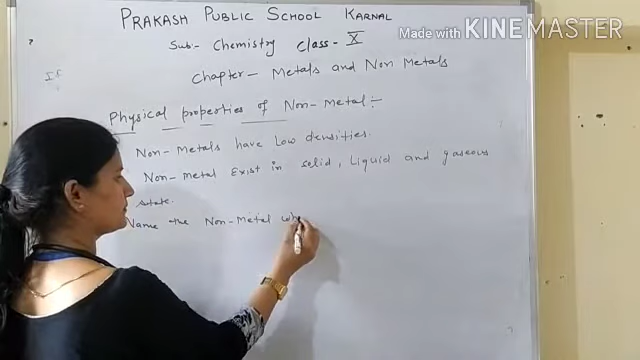 PRAKASH PUBLIC SCHOOL KARNAL
Made with KINEMASTER
Sub:- Chemistry class - X
Chapter - Metals and Non Metals
Physical properties of Non-Metal :-
Non-Metals have Low densities.
Non-metal Exist in solid, Liquid and gaseous
state.
Name the Non-Metal wh